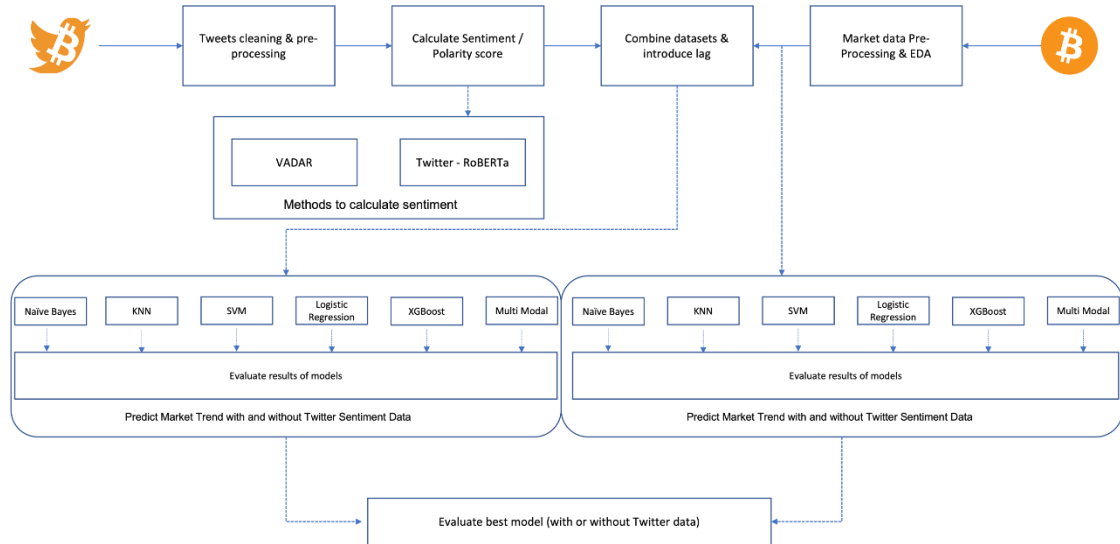 Tweets cleaning & pre-
processing
Calculate Sentiment /
Polarity score
Combine datasets &
introduce lag
Market data Pre-
Processing & EDA
VADAR
Twitter - RoBERTa
Methods to calculate sentiment
Naïve Bayes
KNN
SVM
Logistic
Regression
XGBoost
Multi Modal
Evaluate results of models
Predict Market Trend with and without Twitter Sentiment Data
Naïve Bayes
KNN
SVM
Logistic
Regression
XGBoost
Multi Modal
Evaluate results of models
Predict Market Trend with and without Twitter Sentiment Data
Evaluate best model (with or without Twitter data)